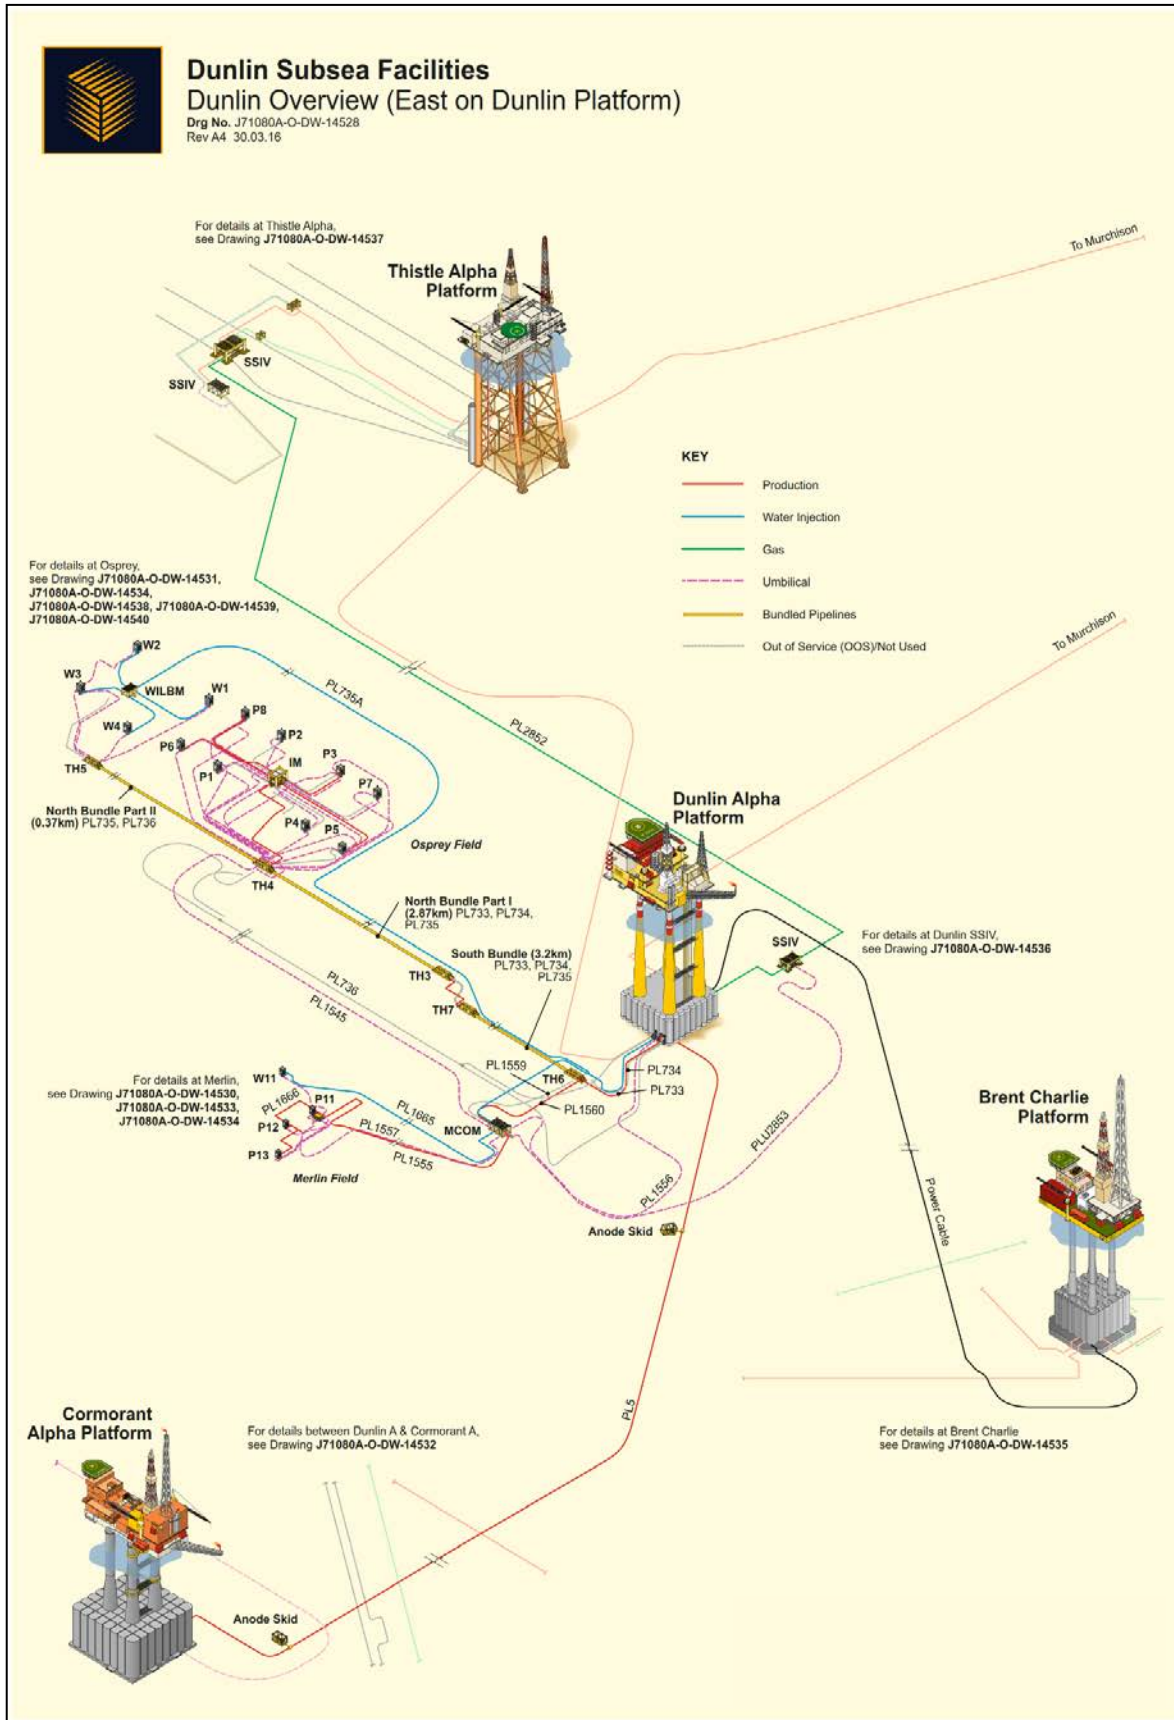 Dunlin Subsea Facilities
Dunlin Overview (East on Dunlin Platform)
Drg No. J71080A-O-DW-14528
Rev A4 30.03.16
For details at Thistle Alpha,
see Drawing J71080A-O-DW-14537
Thistle Alpha
Platform
To Murchison
SSIV
SSIV
KEY
Production
Water Injection
Gas
Umbilical
Bundled Pipelines
Out of Service (OOS)/Not Used
For details at Osprey,
see Drawing J71080A-O-DW-14531,
J71080A-O-DW-14534,
J71080A-O-DW-14538, J71080A-O-DW-14539,
J71080A-O-DW-14540
To Murchison
W2
W3
WILBM
W1
W4
P8
P6
P2
IM
P3
P1
P7
P4
P5
TH5
PL735A
PL2852
North Bundle Part II
(0.37km) PL735, PL736
Osprey Field
TH4
Dunlin Alpha
Platform
North Bundle Part I
(2.87km) PL733, PL734,
PL735
South Bundle (3.2km)
PL733, PL734,
PL735
SSIV
For details at Dunlin SSIV,
see Drawing J71080A-O-DW-14536
TH3
TH7
PL736
PL1545
PL1559
TH6
PL734
PL733
PL1560
For details at Merlin,
see Drawing J71080A-O-DW-14530,
J71080A-O-DW-14533,
J71080A-O-DW-14534
W11
PL1666
P11
P12
P13
PL1665
PL1557
PL1555
MCOM
Merlin Field
PL1556
PLU2853
Anode Skid
Power Cable
Brent Charlie
Platform
PL5
For details at Brent Charlie
see Drawing J71080A-O-DW-14535
Cormorant
Alpha Platform
For details between Dunlin A & Cormorant A,
see Drawing J71080A-O-DW-14532
Anode Skid